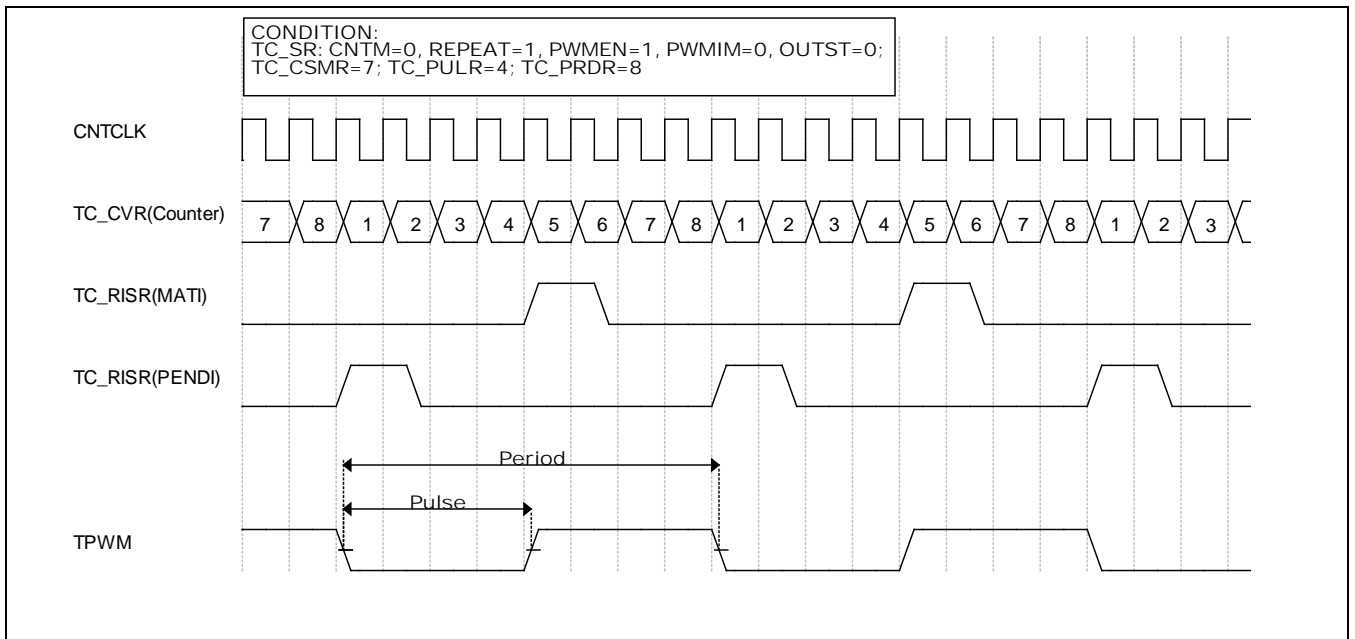 CONDITION:
TC_SR: CNTM=0, REPEAT=1, PWMEN=1, PWMIM=0, OUTST=0;
TC_CSMR=7; TC_PULR=4; TC_PRDR=8
CNTCLK
TC_CVR(Counter) 7 8 1 2 3 4 5 6 7 8 1 2 3 4 5 6 7 8 1 2 3
TC_RISR(MATI)
TC_RISR(PENDI)
Period
Pulse
TPWM